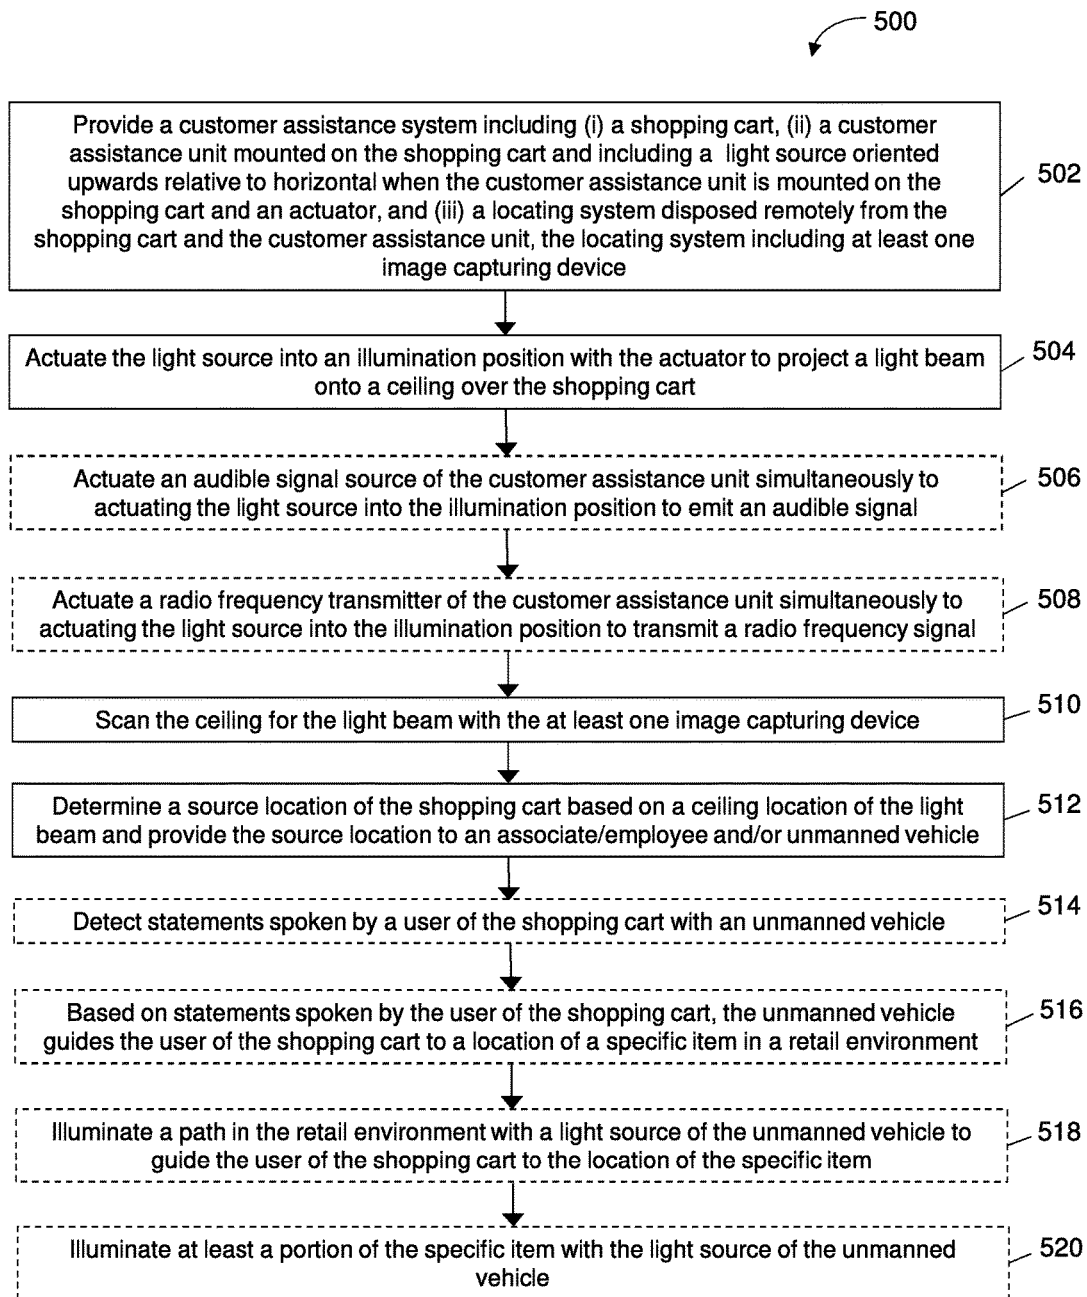 500
Provide a customer assistance system including (i) a shopping cart, (ii) a customer
assistance unit mounted on the shopping cart and including a light source oriented
upwards relative to horizontal when the customer assistance unit is mounted on the
shopping cart and an actuator, and (iii) a locating system disposed remotely from the
shopping cart and the customer assistance unit, the locating system including at least one
image capturing device
502
Actuate the light source into an illumination position with the actuator to project a light beam
onto a ceiling over the shopping cart
504
Actuate an audible signal source of the customer assistance unit simultaneously to
actuating the light source into the illumination position to emit an audible signal
506
Actuate a radio frequency transmitter of the customer assistance unit simultaneously to
actuating the light source into the illumination position to transmit a radio frequency signal
508
Scan the ceiling for the light beam with the at least one image capturing device
510
Determine a source location of the shopping cart based on a ceiling location of the light
beam and provide the source location to an associate/employee and/or unmanned vehicle
512
Detect statements spoken by a user of the shopping cart with an unmanned vehicle
514
Based on statements spoken by the user of the shopping cart, the unmanned vehicle
guides the user of the shopping cart to a location of a specific item in a retail environment
516
Illuminate a path in the retail environment with a light source of the unmanned vehicle to
guide the user of the shopping cart to the location of the specific item
518
Illuminate at least a portion of the specific item with the light source of the unmanned
vehicle
520